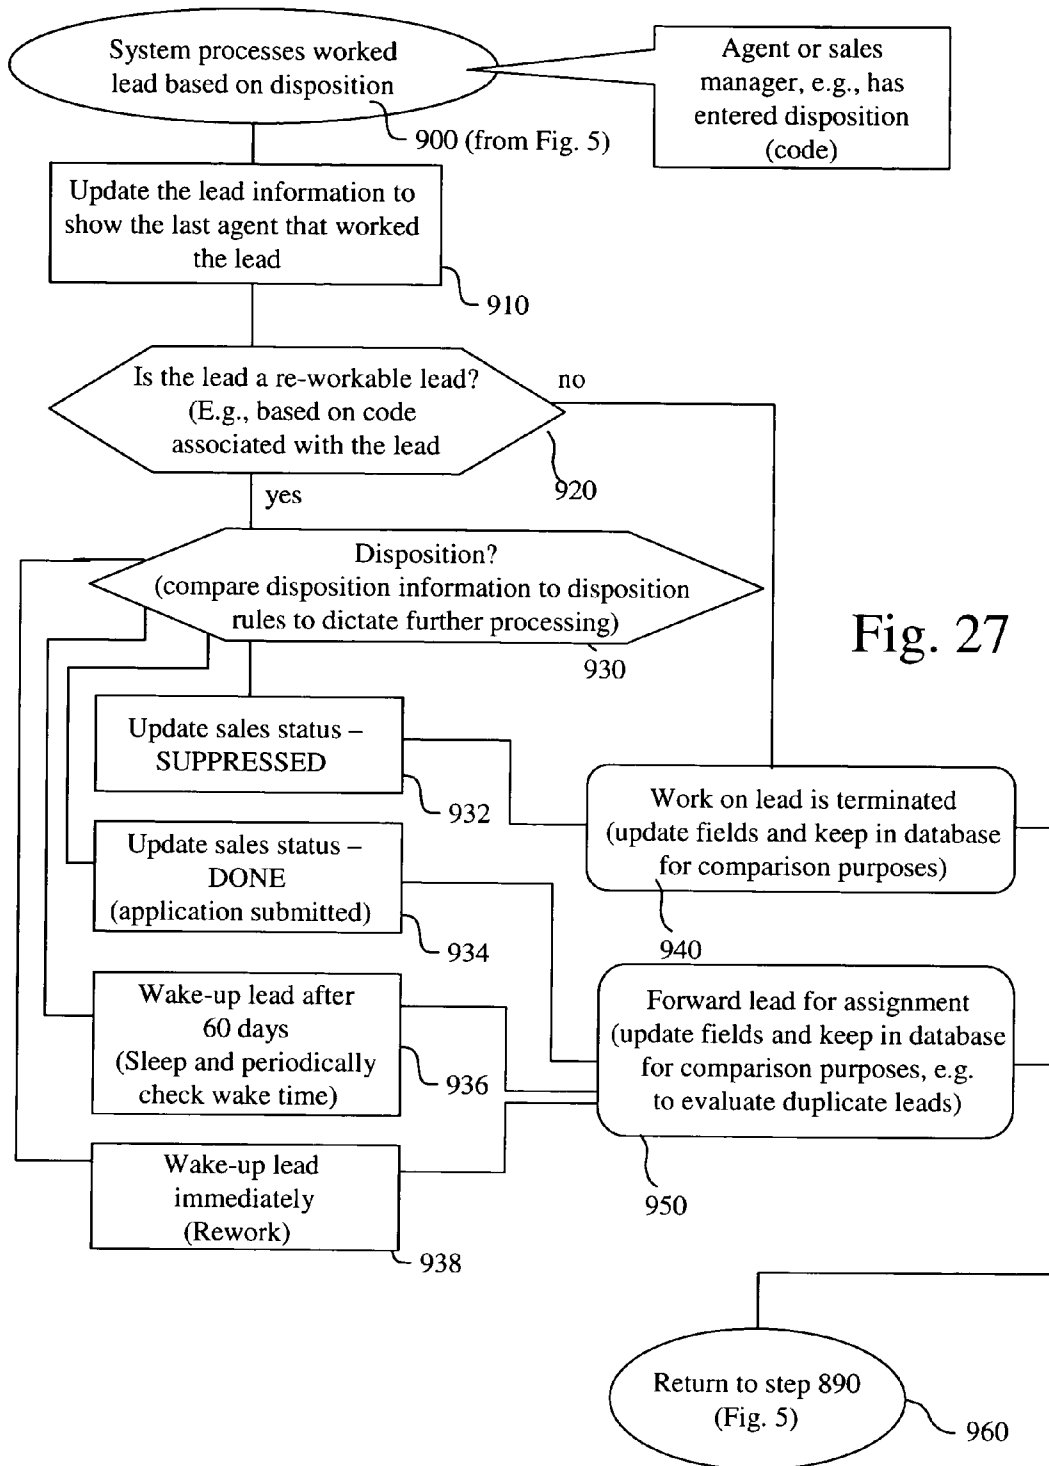 System processes worked
lead based on disposition
900 (from Fig. 5)
Agent or sales
manager, e.g., has
entered disposition
(code)
Update the lead information to
show the last agent that worked
the lead
910
Is the lead a re-workable lead?
(E.g., based on code
associated with the lead
920
no
yes
Disposition?
(compare disposition information to disposition
rules to dictate further processing)
930
Fig. 27
Update sales status –
SUPPRESSED
932
Update sales status –
DONE
(application submitted)
934
Wake-up lead after
60 days
(Sleep and periodically
check wake time)
936
Wake-up lead
immediately
(Rework)
938
Work on lead is terminated
(update fields and keep in database
for comparison purposes)
940
Forward lead for assignment
(update fields and keep in database
for comparison purposes, e.g.
to evaluate duplicate leads)
950
Return to step 890
(Fig. 5)
960